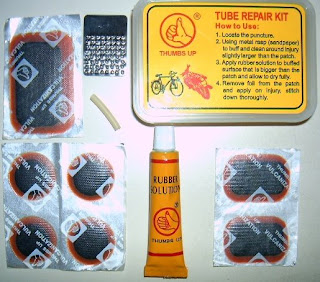 TUBE REPAIR KIT
How to Use:
1. Locate the puncture.
2. Using metal rasp (sandpaper)
to buff and clean around injury
slightly larger than the patch.
3. Apply rubber solution to buffed
surface that is bigger than the
patch and allow to dry fully.
4. Remove foil from the patch
and apply on injury, stitch
down thoroughly.
THUMBS UP
RUBBER
SOLUTION
THUMBS UP